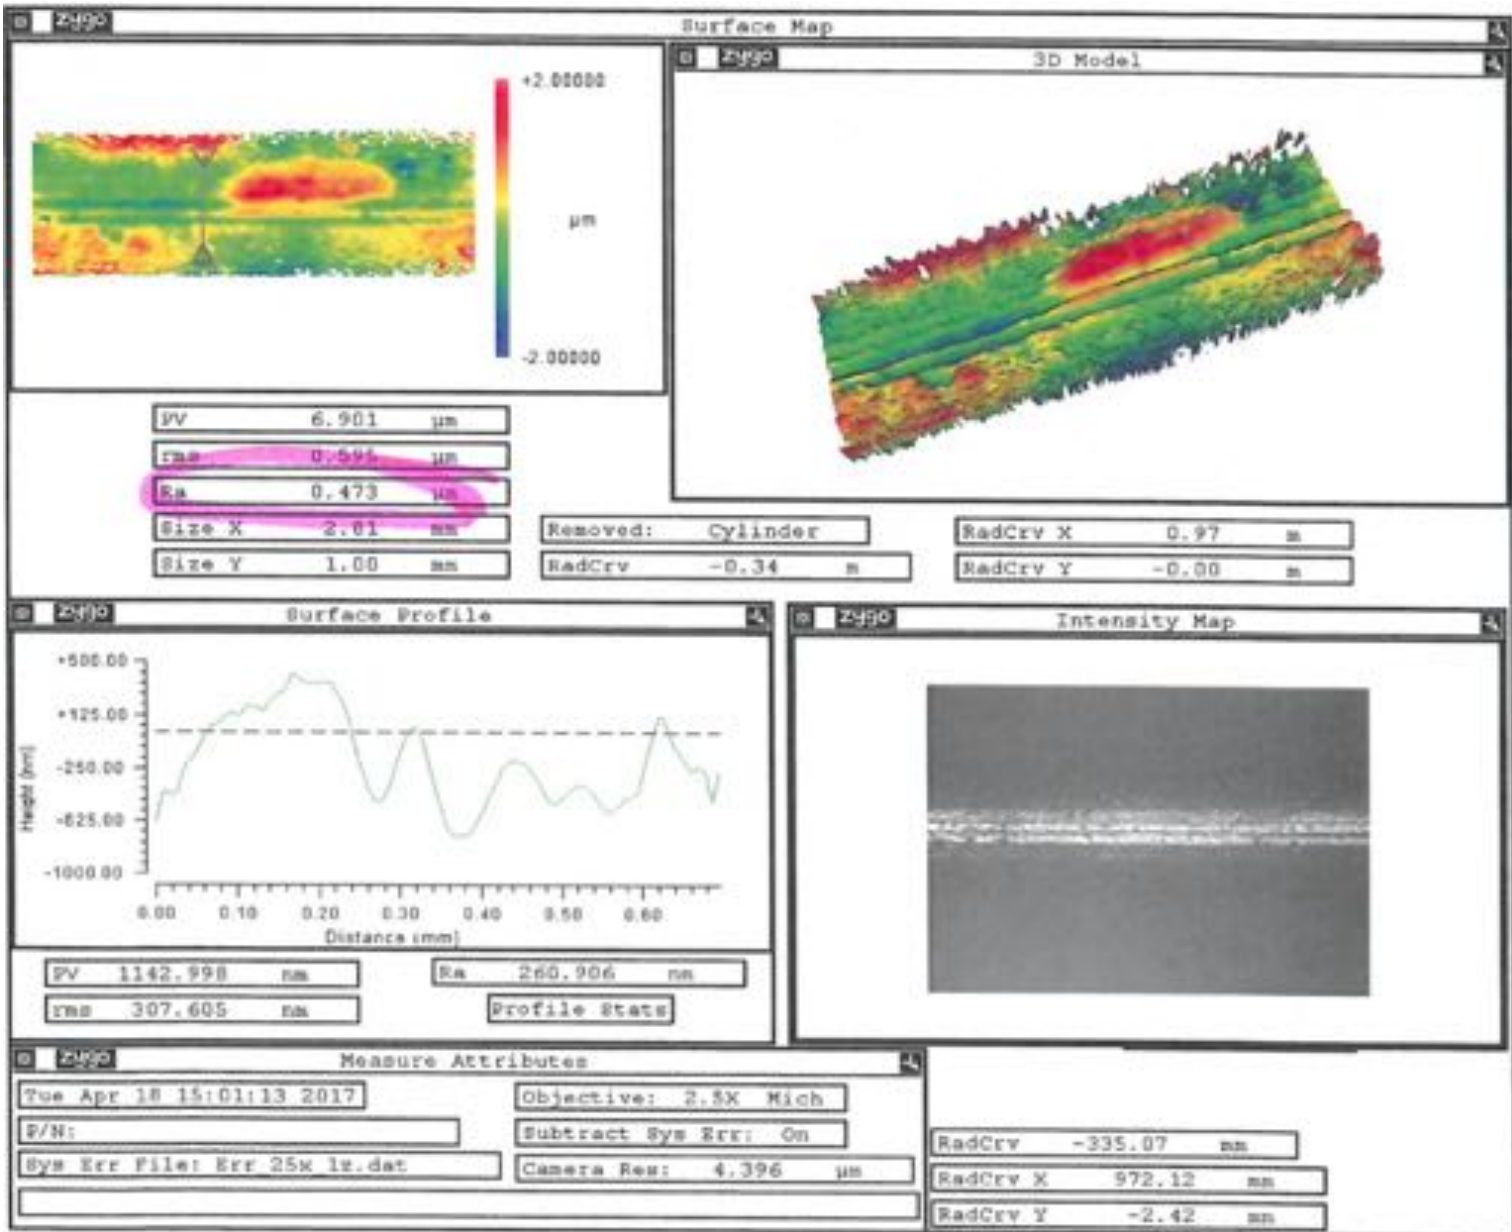 zygo Surface Map
+2.00000
µm
-2.00000
zygo 3D Model
PV 6.901 µm
rms 0.595 µm
Ra 0.473 µm
Size X 2.81 mm
Size Y 1.00 mm
Removed: Cylinder
RadCrv -0.34 m
RadCrv X 0.97 m
RadCrv Y -0.00 m
zygo Surface Profile
+500.00
+125.00
-250.00
-625.00
-1000.00
Height (nm)
0.00 0.10 0.20 0.30 0.40 0.50 0.60
Distance (mm)
PV 1142.998 nm
rms 307.605 nm
Ra 260.906 nm
Profile Stats
zygo Intensity Map
zygo Measure Attributes
Tue Apr 18 15:01:13 2017
P/N:
Sys Err File: Err_25x_1z.dat
Objective: 2.5X Mich
Subtract Sys Err: On
Camera Res: 4.396 µm
RadCrv -335.07 mm
RadCrv X 972.12 mm
RadCrv Y -2.42 mm